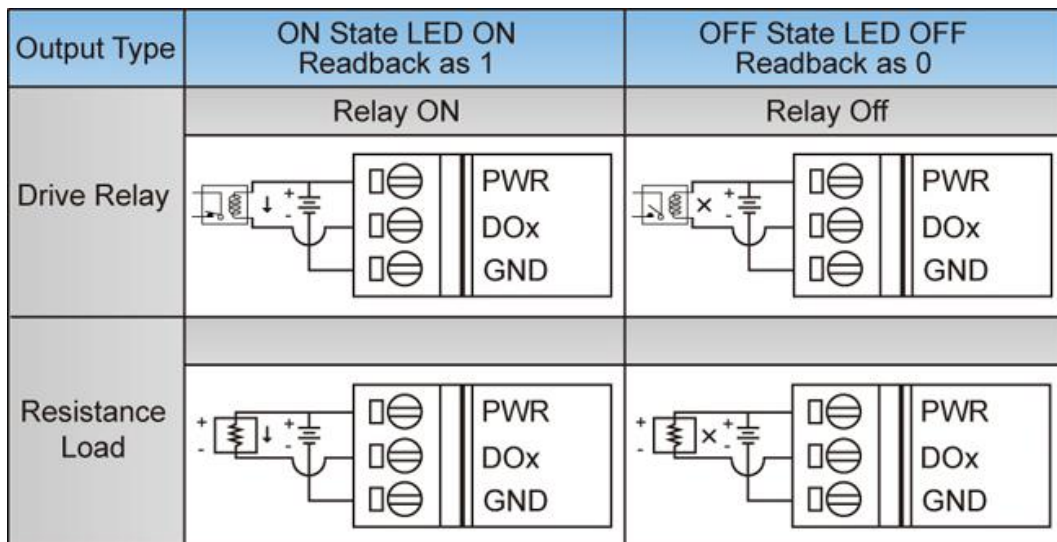 Output Type
ON State LED ON
Readback as 1
OFF State LED OFF
Readback as 0
Relay ON
Relay Off
Drive Relay
+
-
PWR
DOx
GND
+
-
PWR
DOx
GND
Resistance
Load
+
-
+
-
PWR
DOx
GND
+
-
+
-
PWR
DOx
GND